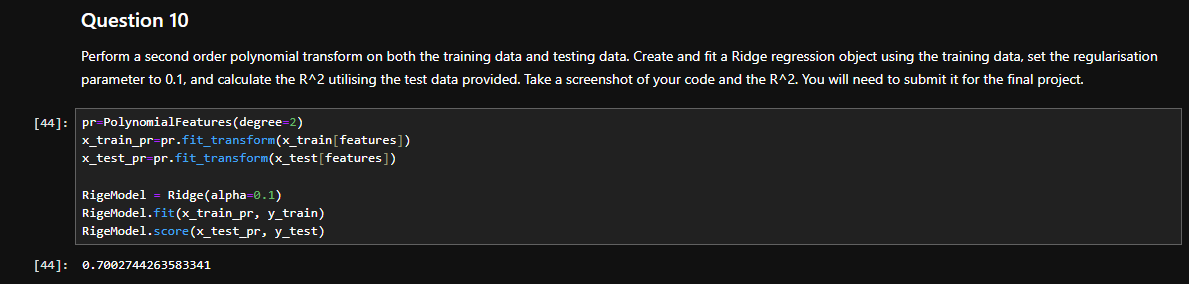 Question 10
Perform a second order polynomial transform on both the training data and testing data. Create and fit a Ridge regression object using the training data, set the regularisation
parameter to 0.1, and calculate the R^2 utilising the test data provided. Take a screenshot of your code and the R^2. You will need to submit it for the final project.
[44]: pr=PolynomialFeatures(degree=2)
x_train_pr=pr.fit_transform(x_train[features])
x_test_pr=pr.fit_transform(x_test[features])
RigeModel = Ridge(alpha=0.1)
RigeModel.fit(x_train_pr, y_train)
RigeModel.score(x_test_pr, y_test)
[44]: 0.7002744263583341